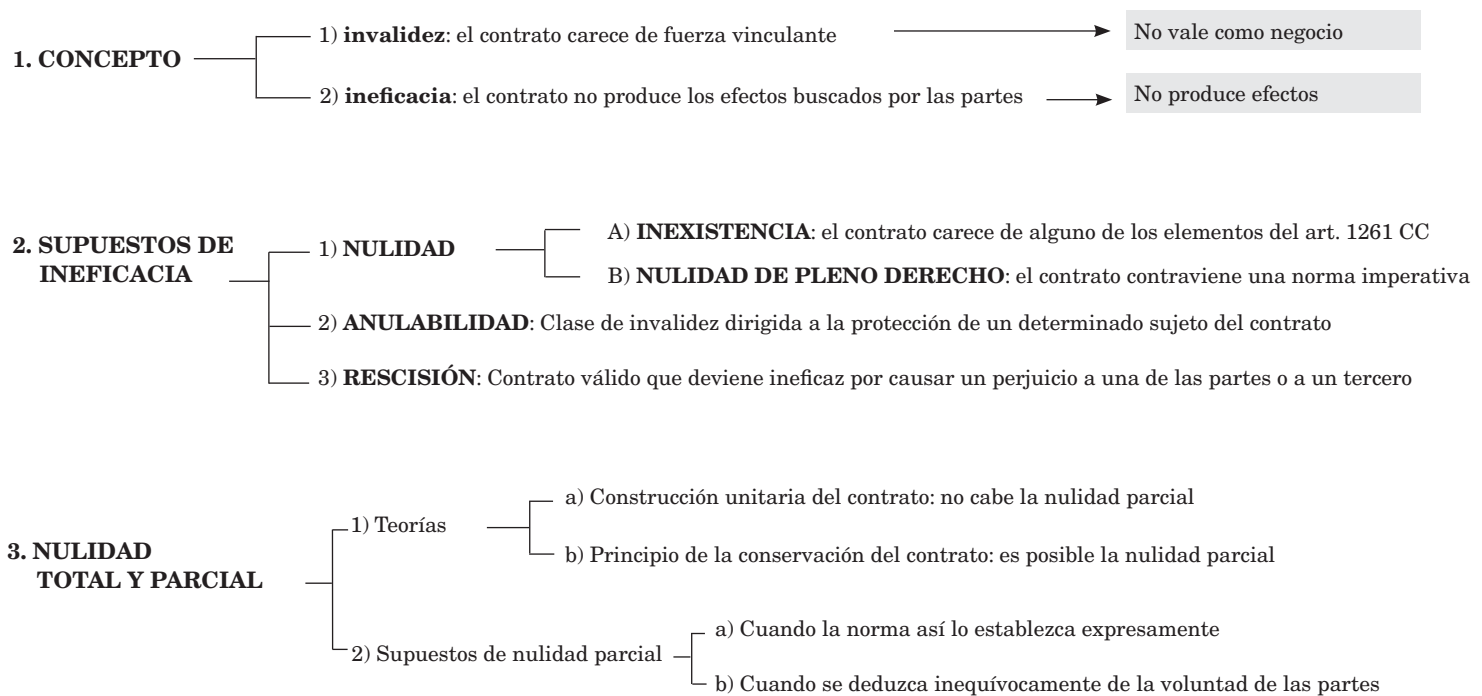 1. CONCEPTO
1) invalidez: el contrato carece de fuerza vinculante
No vale como negocio
2) ineficacia: el contrato no produce los efectos buscados por las partes
No produce efectos
2. SUPUESTOS DE
INEFICACIA
1) NULIDAD
A) INEXISTENCIA: el contrato carece de alguno de los elementos del art. 1261 CC
B) NULIDAD DE PLENO DERECHO: el contrato contraviene una norma imperativa
2) ANULABILIDAD: Clase de invalidez dirigida a la protección de un determinado sujeto del contrato
3) RESCISIÓN: Contrato válido que deviene ineficaz por causar un perjuicio a una de las partes o a un tercero
3. NULIDAD
TOTAL Y PARCIAL
1) Teorías
a) Construcción unitaria del contrato: no cabe la nulidad parcial
b) Principio de la conservación del contrato: es posible la nulidad parcial
2) Supuestos de nulidad parcial
a) Cuando la norma así lo establezca expresamente
b) Cuando se deduzca inequívocamente de la voluntad de las partes